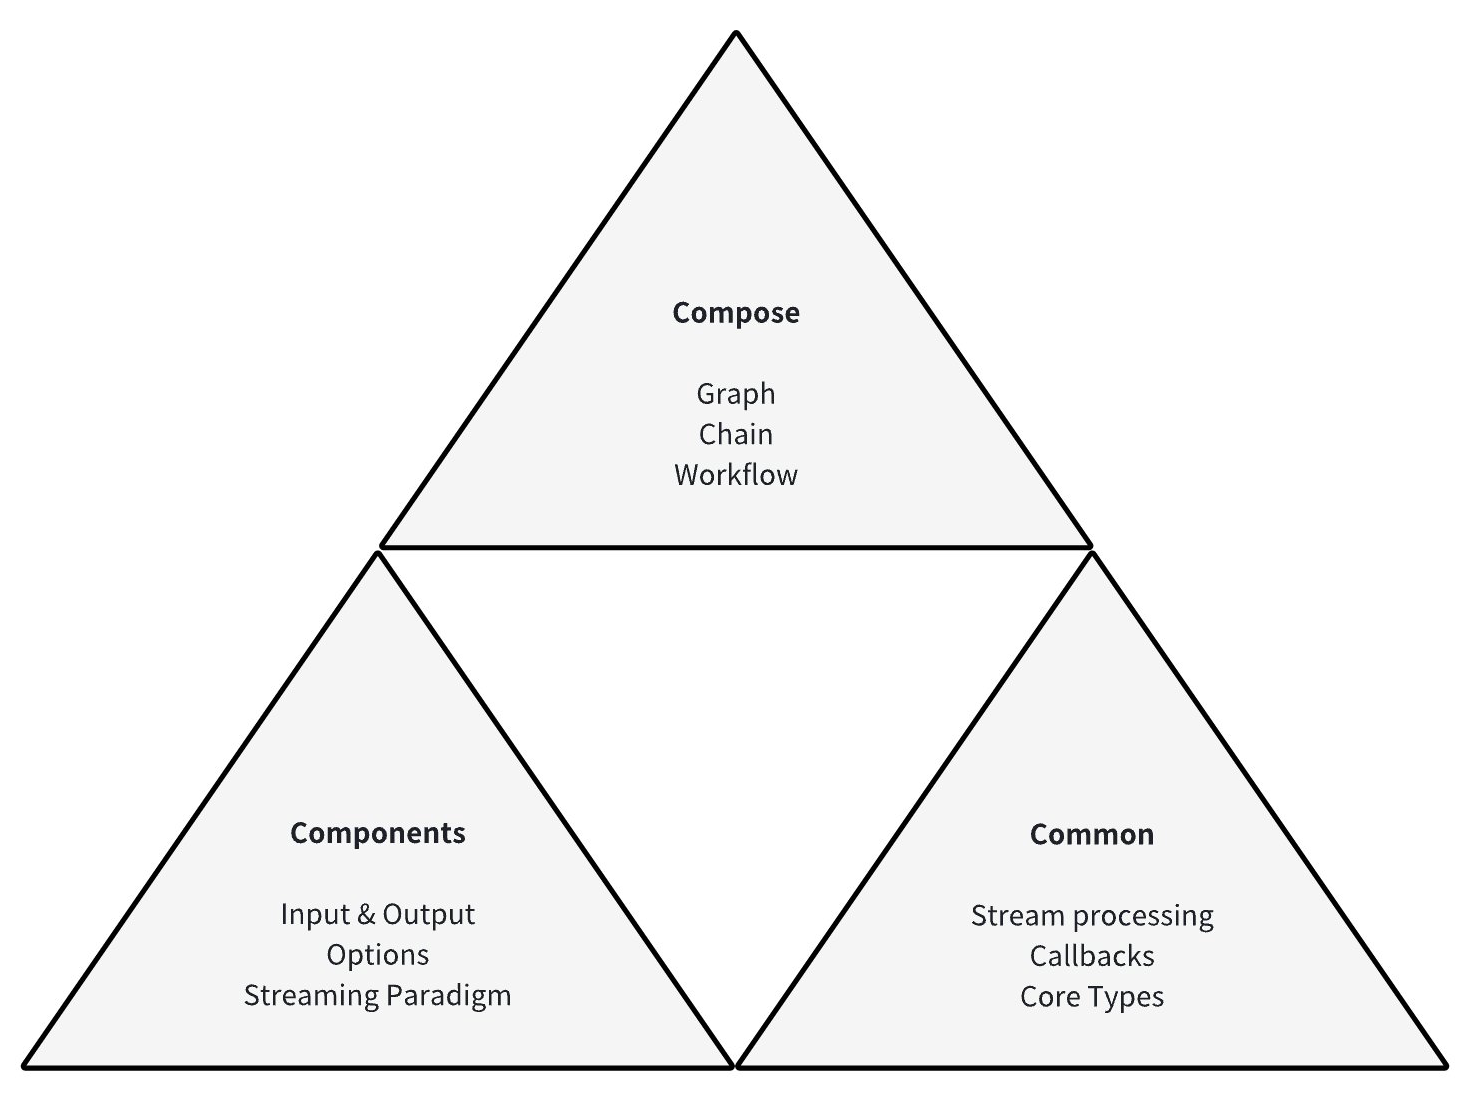 Compose
Graph
Chain
Workflow
Components
Input & Output
Options
Streaming Paradigm
Common
Stream processing
Callbacks
Core Types